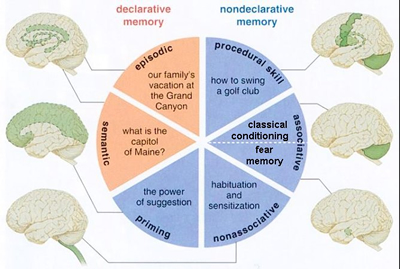 declarative
memory
nondeclarative
memory
episodic
our family's
vacation at
the Grand
Canyon
procedural skill
how to swing
a golf club
semantic
what is the
capitol
of Maine?
associative
classical
conditioning
fear
memory
priming
the power
of suggestion
nonassociative
habituation
and
sensitization